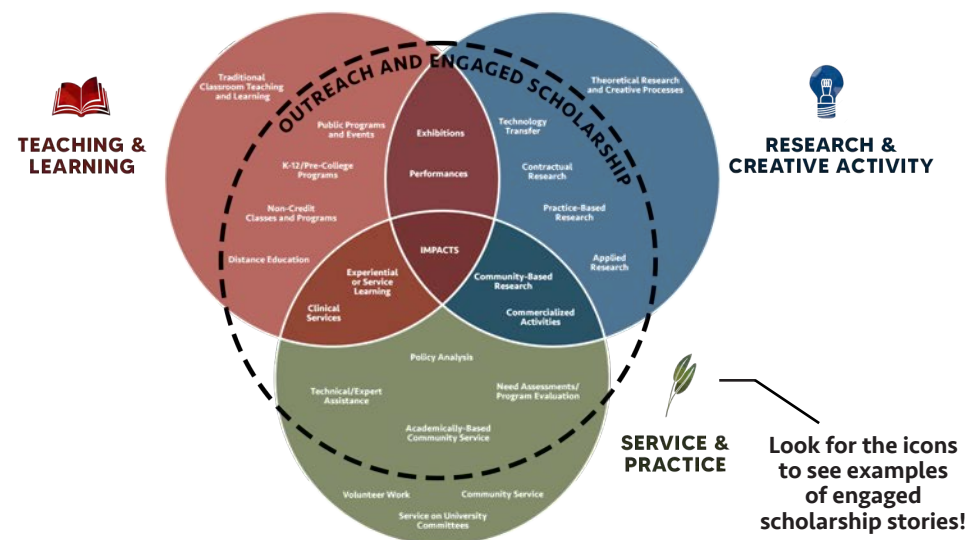 OUTREACH AND ENGAGED SCHOLARSHIP
TEACHING &
LEARNING
Traditional
Classroom Teaching
and Learning
Public Programs
and Events
K-12/Pre-College
Programs
Non-Credit
Classes and Programs
Distance Education
Exhibitions
Performances
IMPACTS
Theoretical Research
and Creative Processes
Technology
Transfer
Contractual
Research
Practice-Based
Research
Applied
Research
RESEARCH &
CREATIVE ACTIVITY
Experiential
or Service
Learning
Clinical
Services
Community-Based
Research
Commercialized
Activities
Policy Analysis
Technical/Expert
Assistance
Need Assessments/
Program Evaluation
Academically-Based
Community Service
Volunteer Work
Community Service
Service on University
Committees
SERVICE &
PRACTICE
Look for the icons
to see examples
of engaged
scholarship stories!